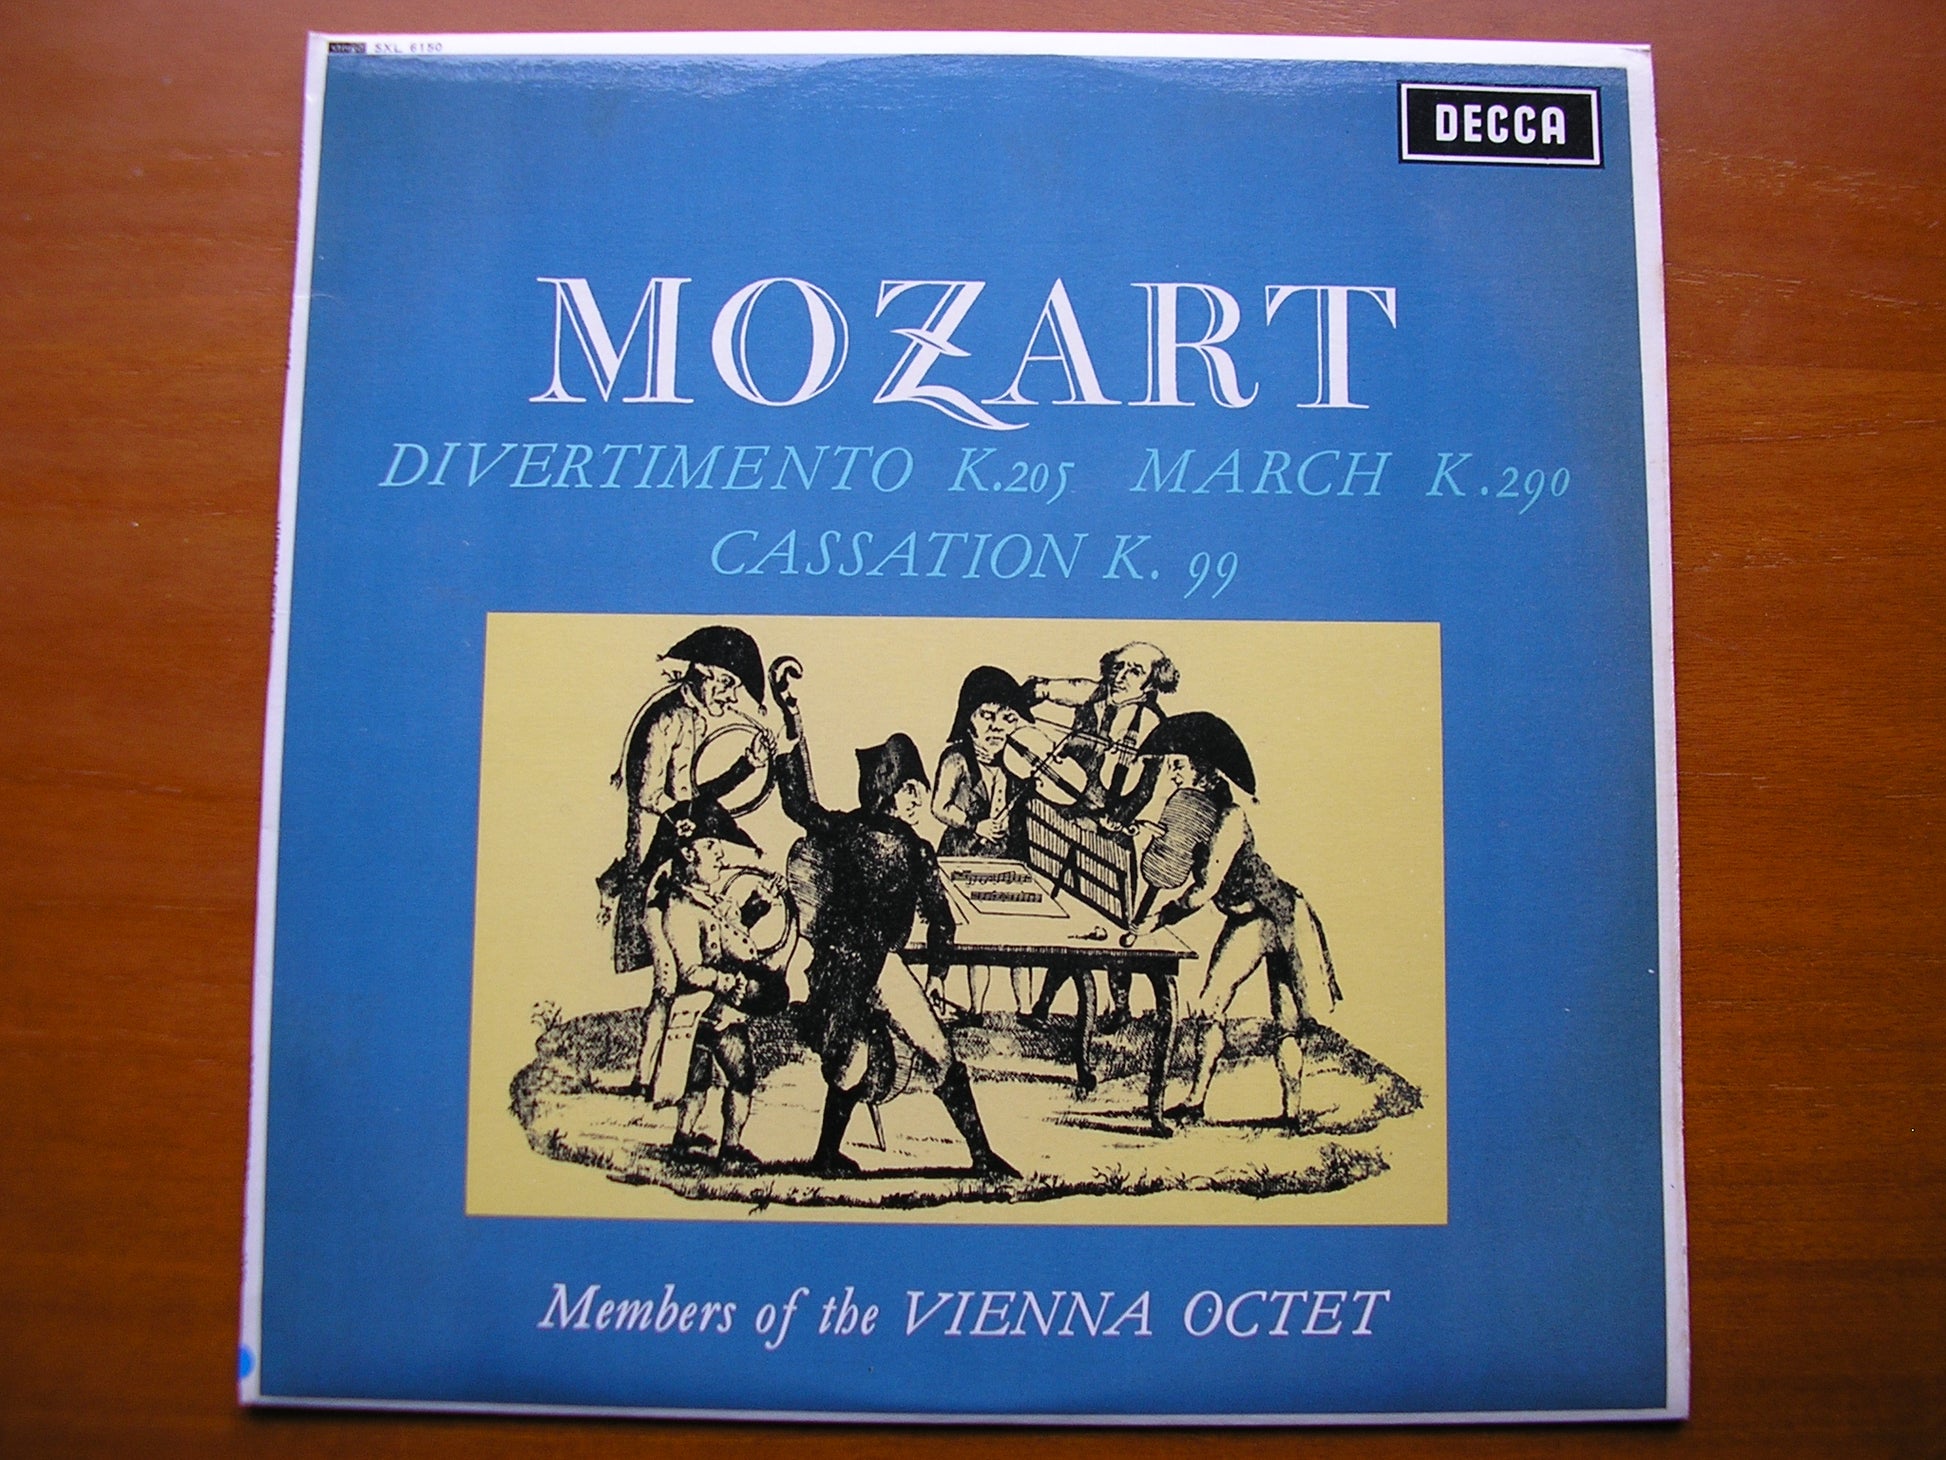 SXL 6150
DECCA
MOZART
DIVERTIMENTO K.205 MARCH K.290
CASSATION K. 99
Members of the VIENNA OCTET